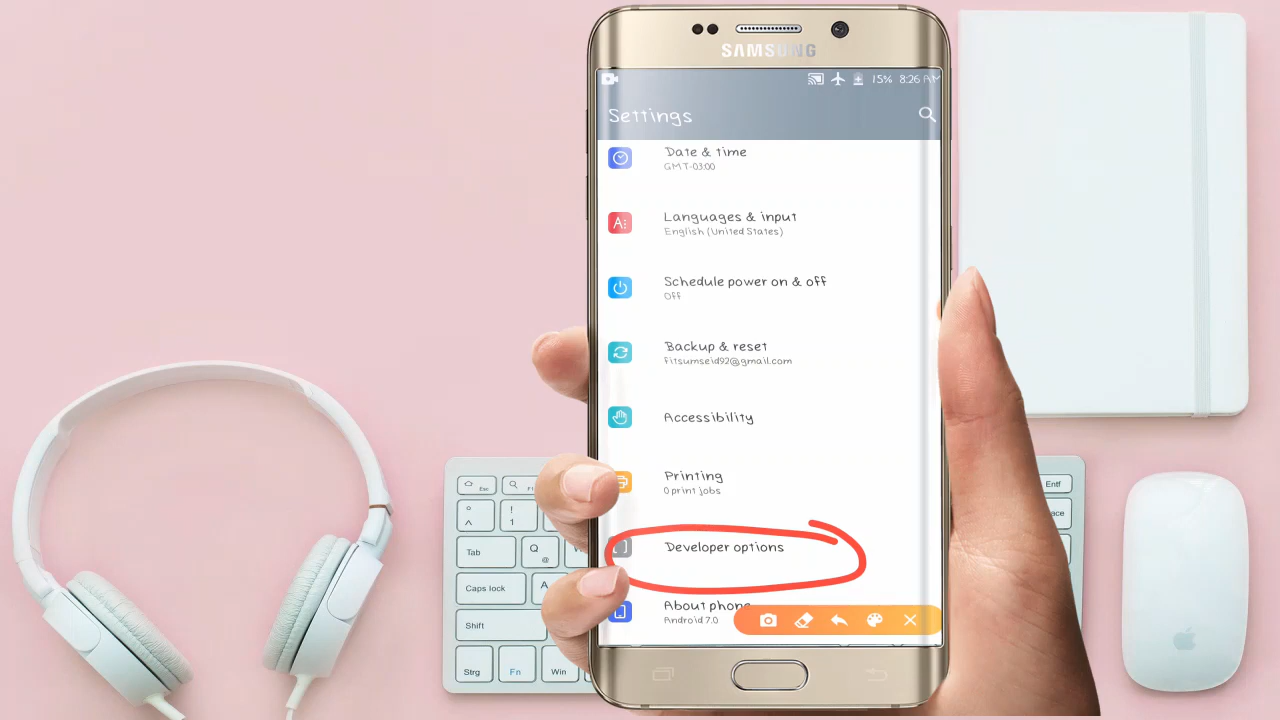 SAMSUNG
15% 8:26 AM
Settings
Date & time
GMT-03:00
Languages & input
English (United States)
Schedule power on & off
Off
Backup & reset
Fitsumseid92@gmail.com
Accessibility
Printing
0 print jobs
Developer options
About phone
Android 7.0
Esc
!
1
Tab
Q
@
W
Caps lock
A
Shift
Strg
Fn
Win
Entf